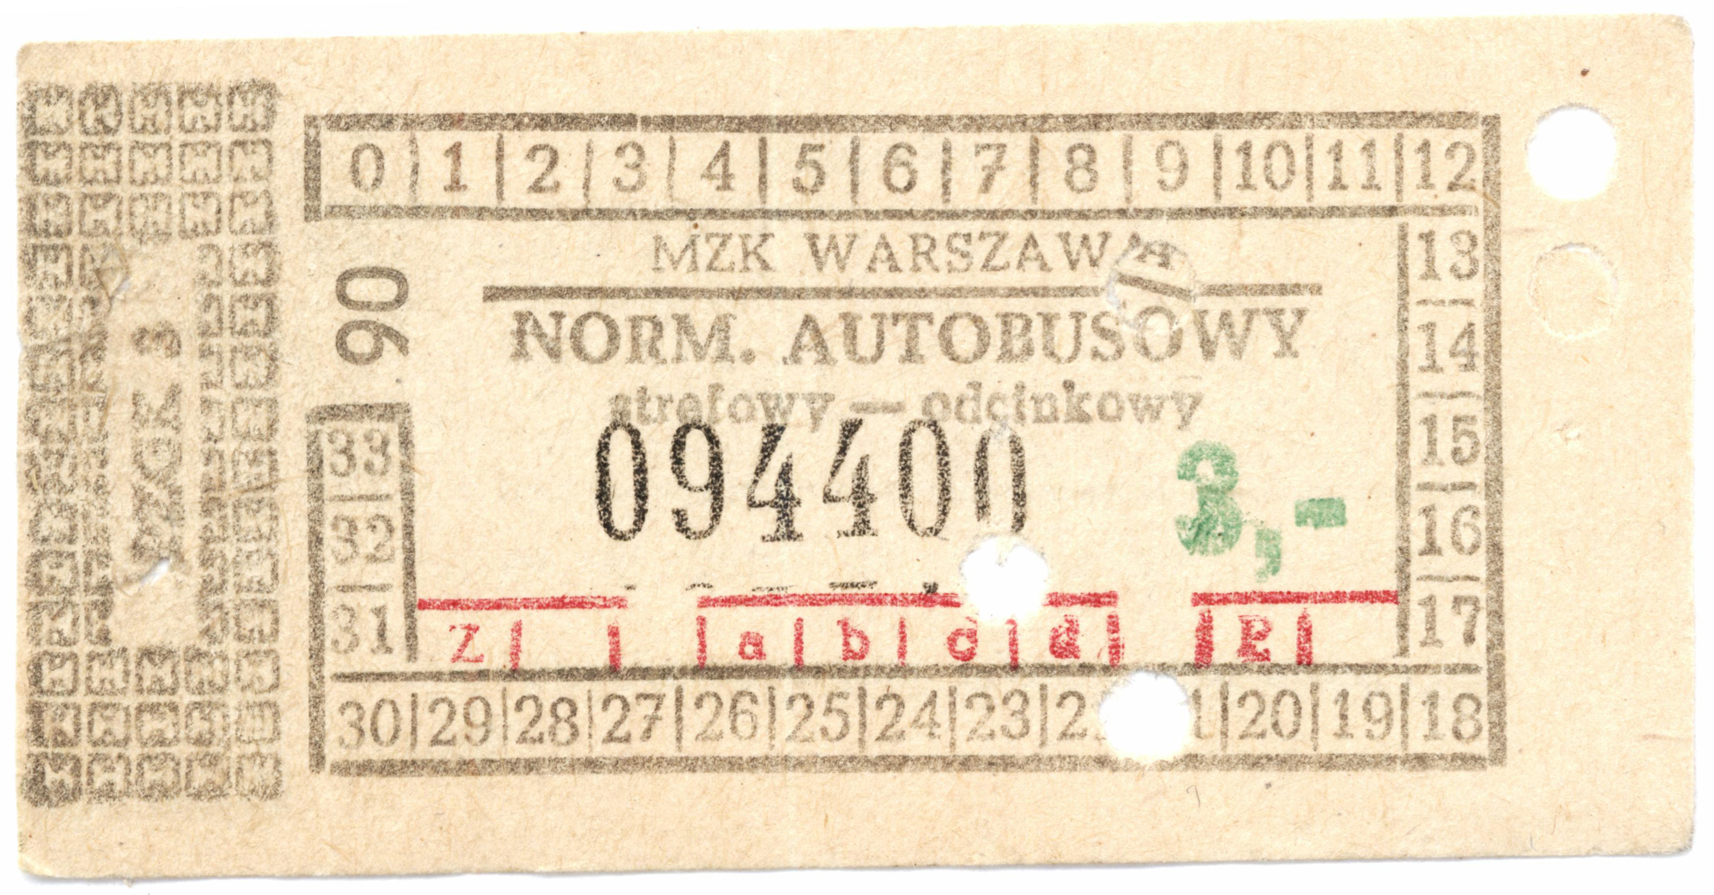 0 1 2 3 4 5 6 7 8 9 10 11 12
MZK WARSZAWA
13
90
NORM. AUTOBUSOWY
14
strefowy — odcinkowy
33 15
094400 3,-
32 16
31 Z a b c d P 17
30 29 28 27 26 25 24 23 20 19 18